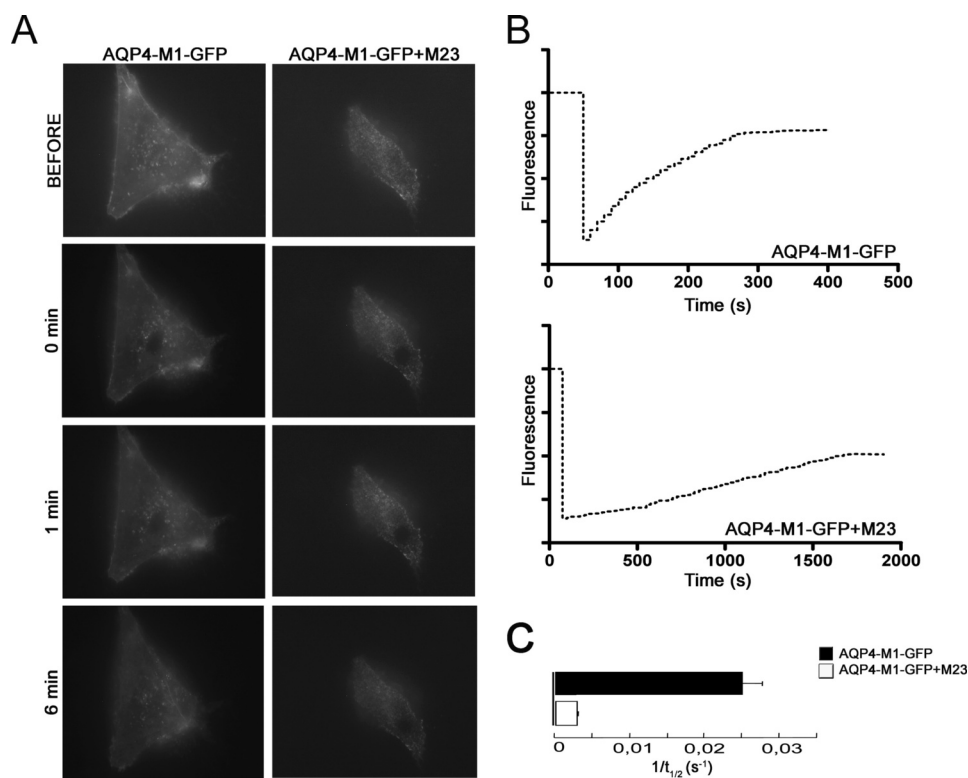 A
AQP4-M1-GFP
AQP4-M1-GFP+M23
BEFORE
0 min
1 min
6 min
B
Fluorescence
AQP4-M1-GFP
0 100 200 300 400 500
Time (s)
Fluorescence
AQP4-M1-GFP+M23
0 500 1000 1500 2000
Time (s)
C
AQP4-M1-GFP
AQP4-M1-GFP+M23
0 0,01 0,02 0,03
1/t1/2 (s-1)